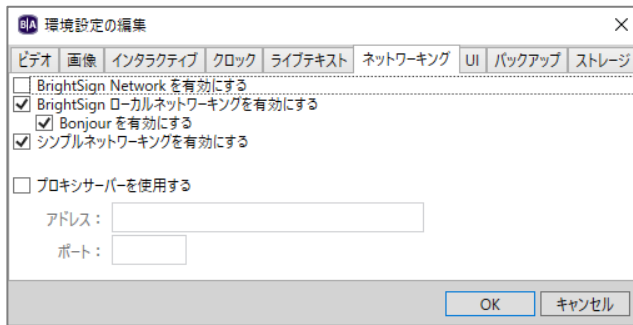 B|A 環境設定の編集
ビデオ 画像 インタラクティブ クロック ライブテキスト ネットワーキング UI バックアップ ストレージ
BrightSign Network を有効にする
BrightSign ローカルネットワーキングを有効にする
Bonjour を有効にする
シンプルネットワーキングを有効にする
プロキシサーバーを使用する
アドレス：
ポート：
OK キャンセル